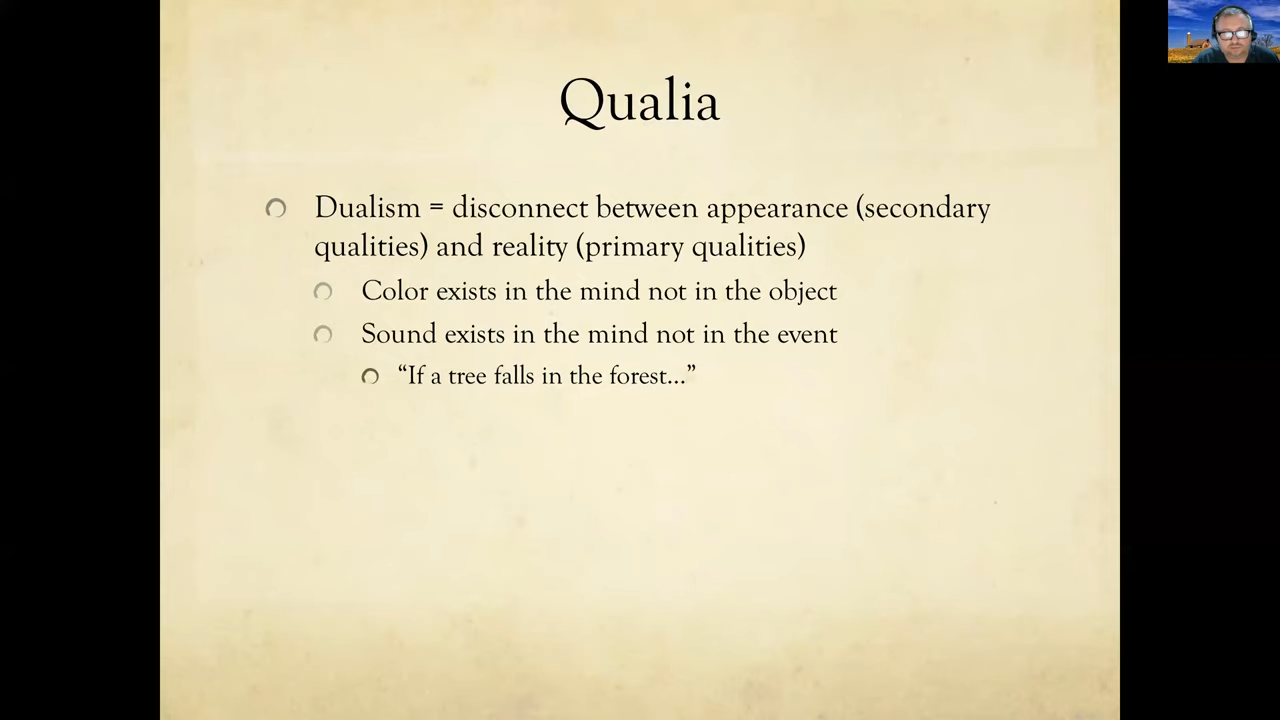 Qualia
Dualism = disconnect between appearance (secondary
qualities) and reality (primary qualities)
Color exists in the mind not in the object
Sound exists in the mind not in the event
“If a tree falls in the forest...”